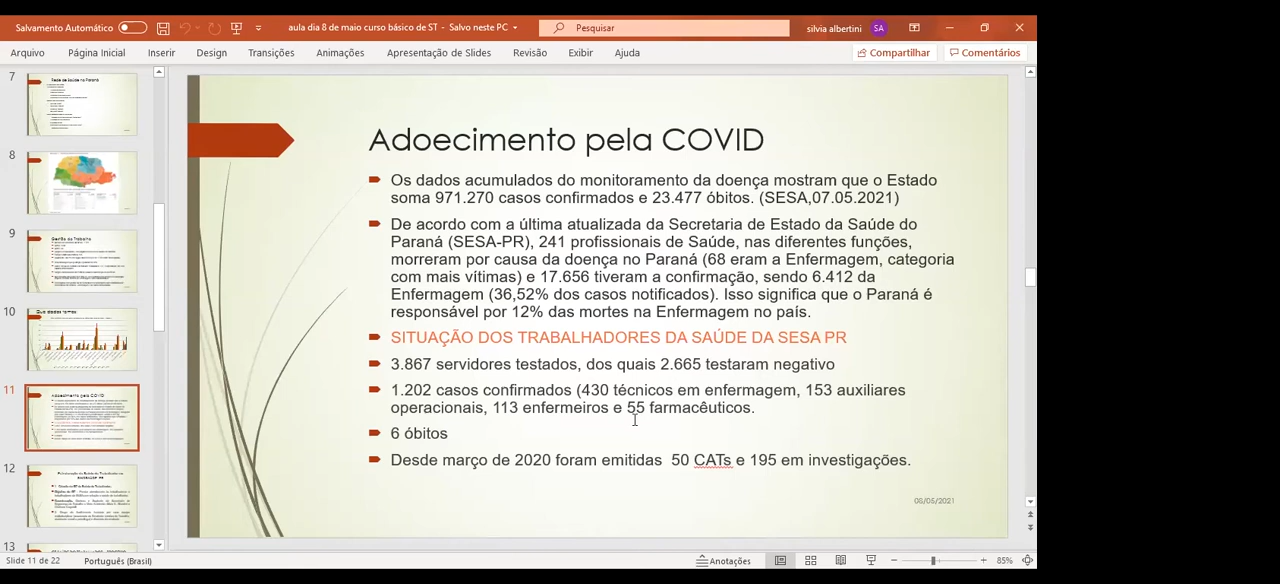 Salvamento Automático
aula dia 8 de maio curso básico de ST - Salvo neste PC
Pesquisar
silvia albertini
SA
Arquivo
Página Inicial
Inserir
Design
Transições
Animações
Apresentação de Slides
Revisão
Exibir
Ajuda
Compartilhar
Comentários
7
Rede de saúde no Paraná
8
9
10
11
Adoecimento pela COVID
12
13
Adoecimento pela COVID
Os dados acumulados do monitoramento da doença mostram que o Estado
soma 971.270 casos confirmados e 23.477 óbitos. (SESA,07.05.2021)
De acordo com a última atualizada da Secretaria de Estado da Saúde do
Paraná (SESA-PR), 241 profissionais de Saúde, nas diferentes funções,
morreram por causa da doença no Paraná (68 eram a Enfermagem, categoria
com mais vítimas) e 17.656 tiveram a confirmação, sendo 6.412 da
Enfermagem (36,52% dos casos notificados). Isso significa que o Paraná é
responsável por 12% das mortes na Enfermagem no país.
SITUAÇÃO DOS TRABALHADORES DA SAÚDE DA SESA PR
3.867 servidores testados, dos quais 2.665 testaram negativo
1.202 casos confirmados (430 técnicos em enfermagem, 153 auxiliares
operacionais, 113 enfermeiros e 55 farmacêuticos.
6 óbitos
Desde março de 2020 foram emitidas 50 CATs e 195 em investigações.
08/05/2021
Slide 11 de 22
Português (Brasil)
Anotações
85%